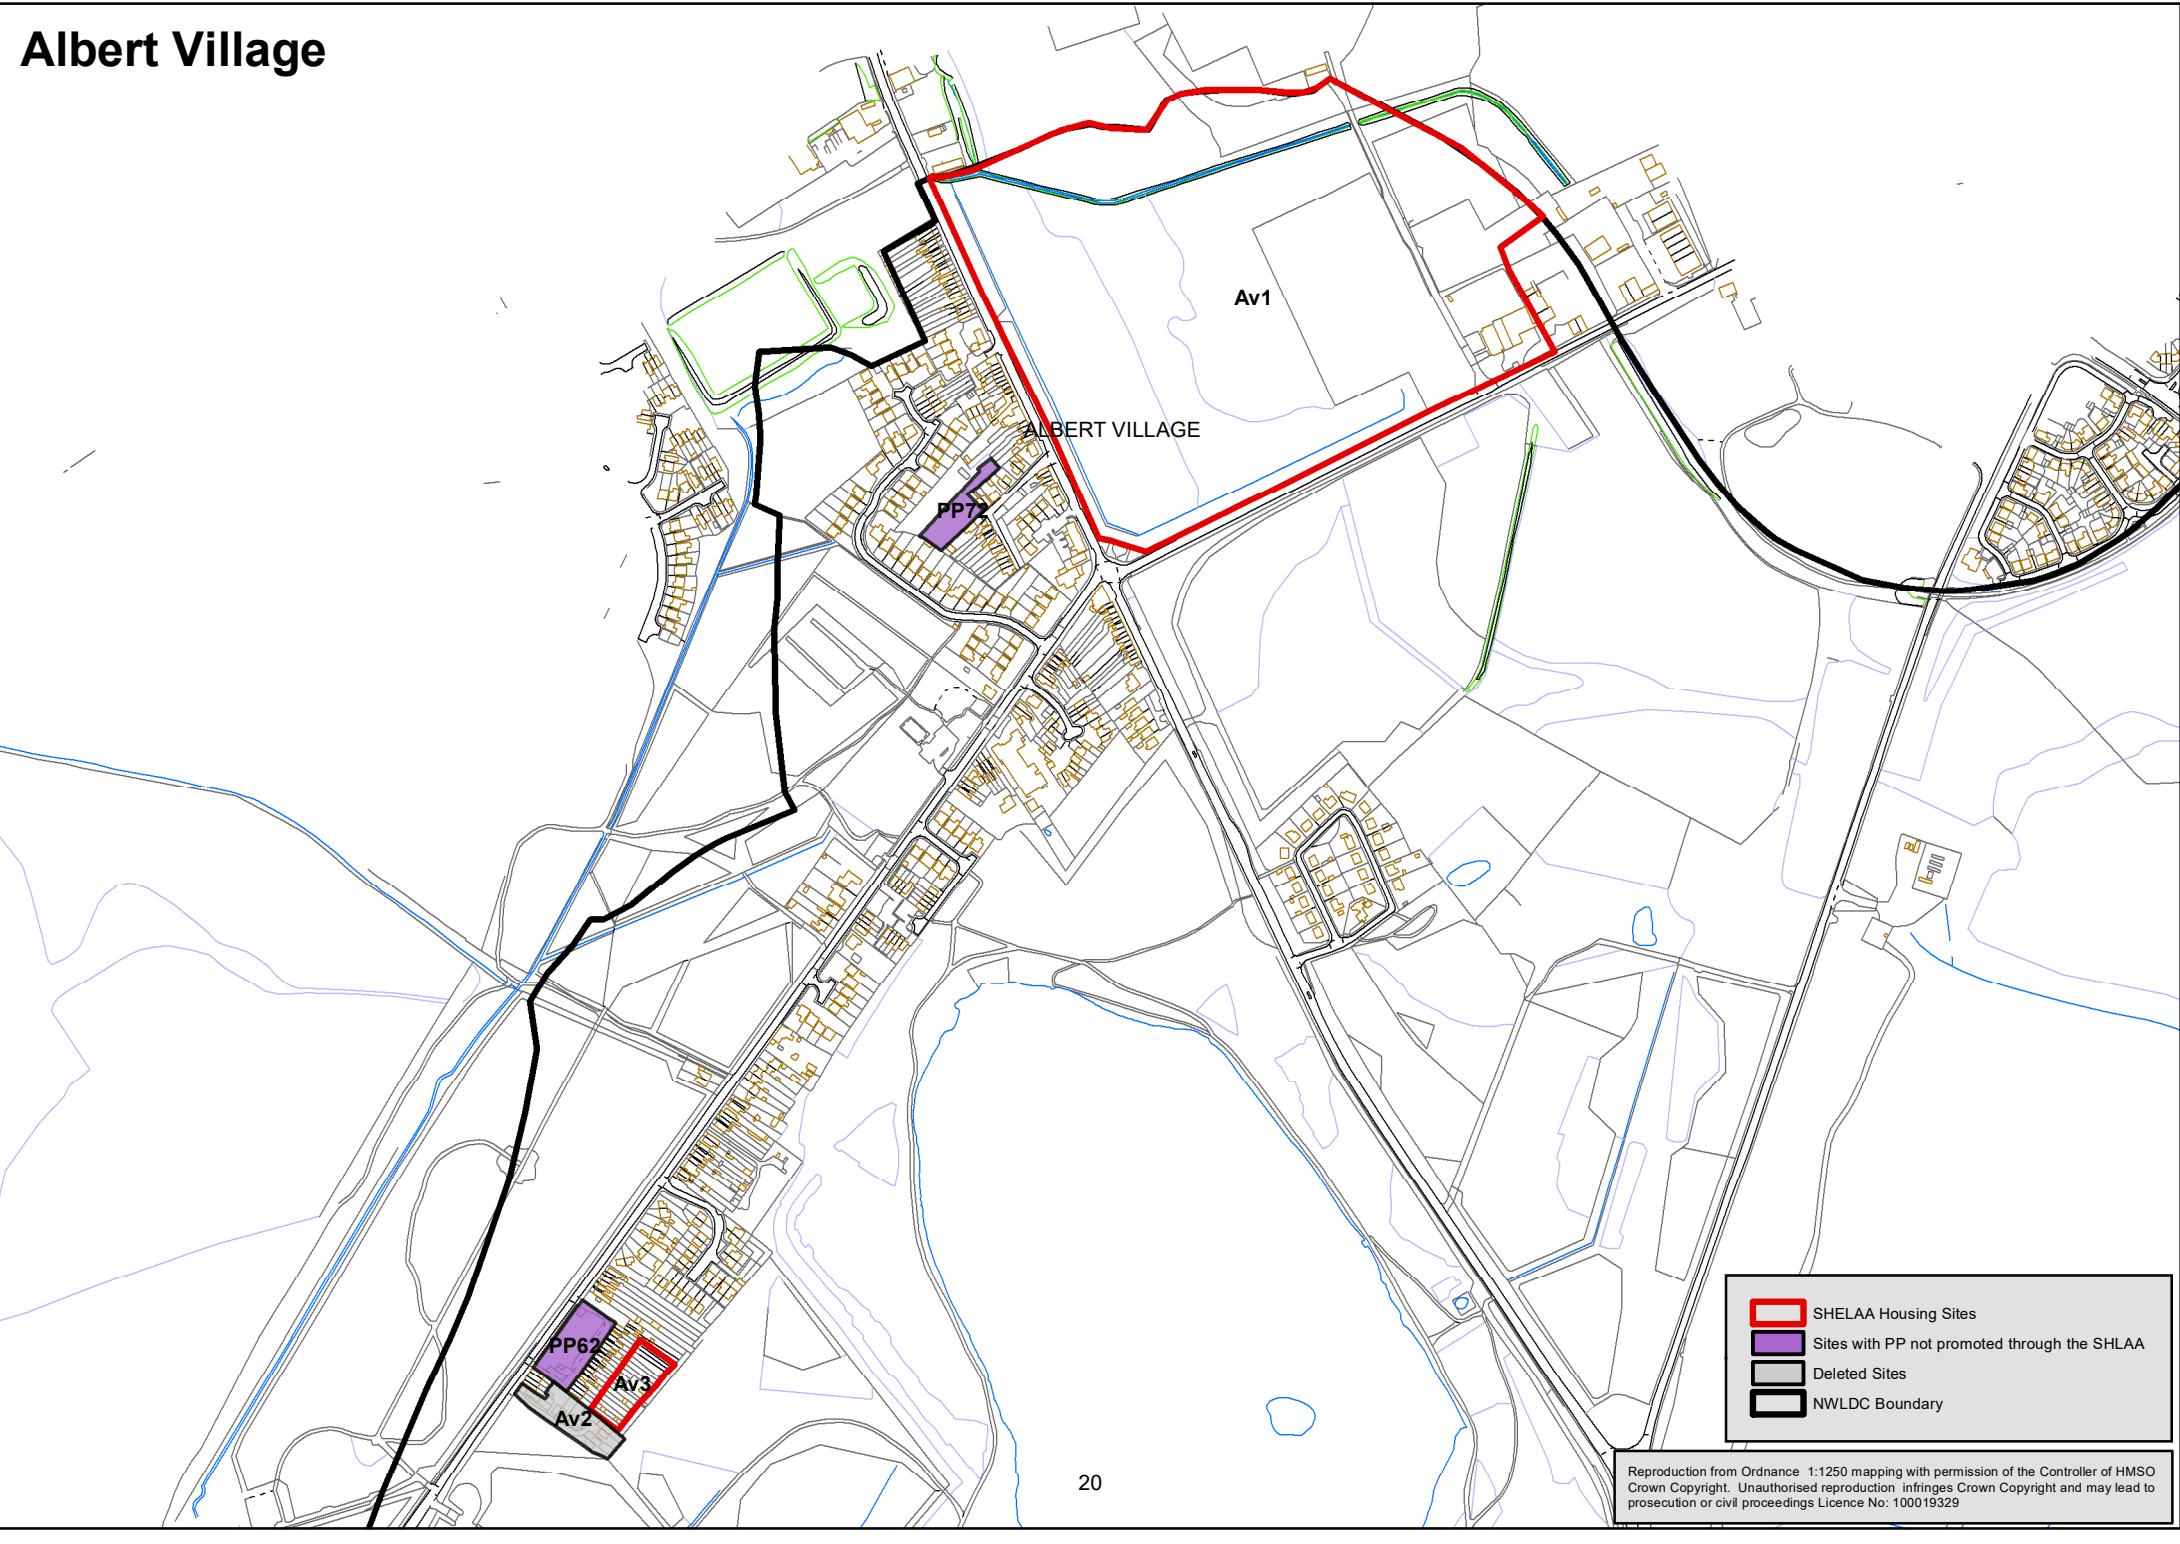 Albert Village
Av1
ALBERT VILLAGE
PP72
PP62
Av3
Av2
SHELAA Housing Sites
Sites with PP not promoted through the SHLAA
Deleted Sites
NWLDC Boundary
20
Reproduction from Ordnance 1:1250 mapping with permission of the Controller of HMSO
Crown Copyright. Unauthorised reproduction infringes Crown Copyright and may lead to
prosecution or civil proceedings Licence No: 100019329